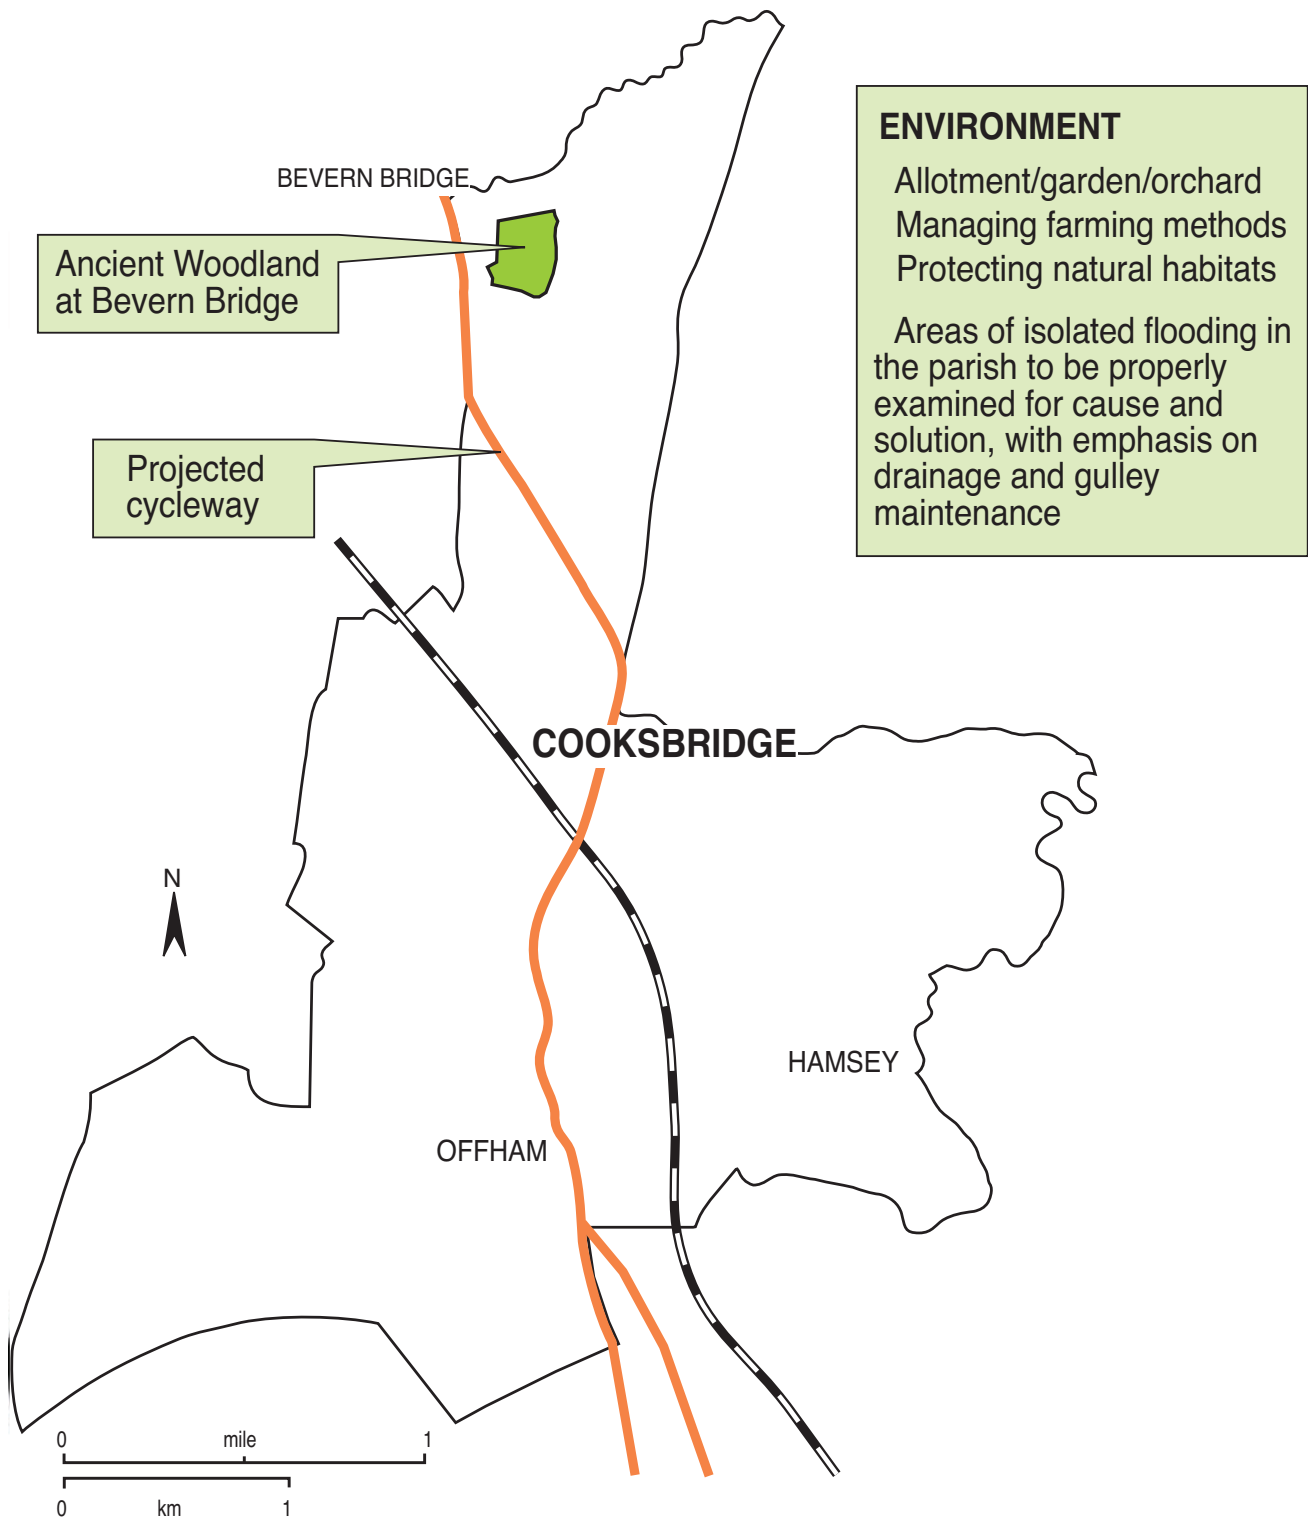 BEVERN BRIDGE
Ancient Woodland
at Bevern Bridge
Projected
cycleway
ENVIRONMENT
Allotment/garden/orchard
Managing farming methods
Protecting natural habitats
Areas of isolated flooding in
the parish to be properly
examined for cause and
solution, with emphasis on
drainage and gulley
maintenance
COOKSBRIDGE
N
HAMSEY
OFFHAM
0 mile 1
0 km 1